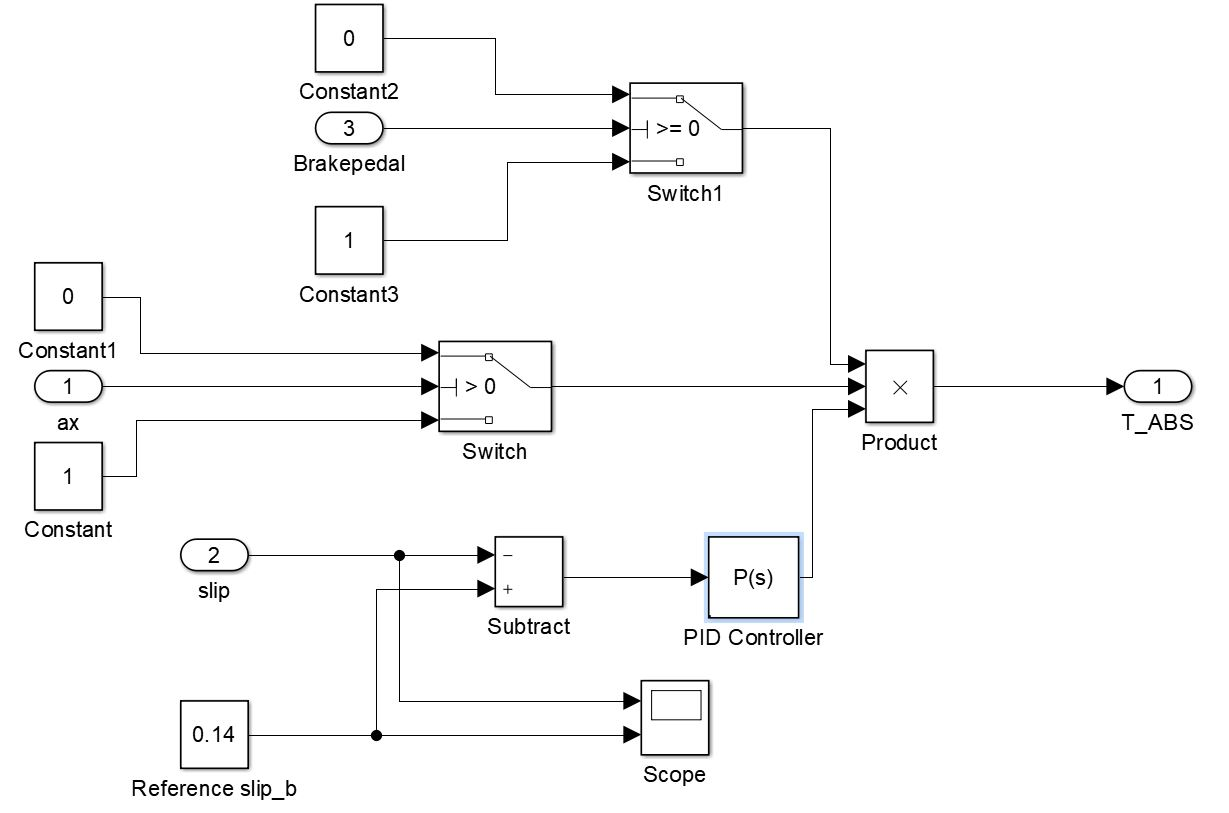 0
Constant2
3
Brakepedal
>= 0
Switch1
1
Constant3
0
Constant1
1
ax
> 0
Switch
1
Constant
×
Product
1
T_ABS
2
slip
−
+
Subtract
P(s)
PID Controller
0.14
Reference slip_b
Scope